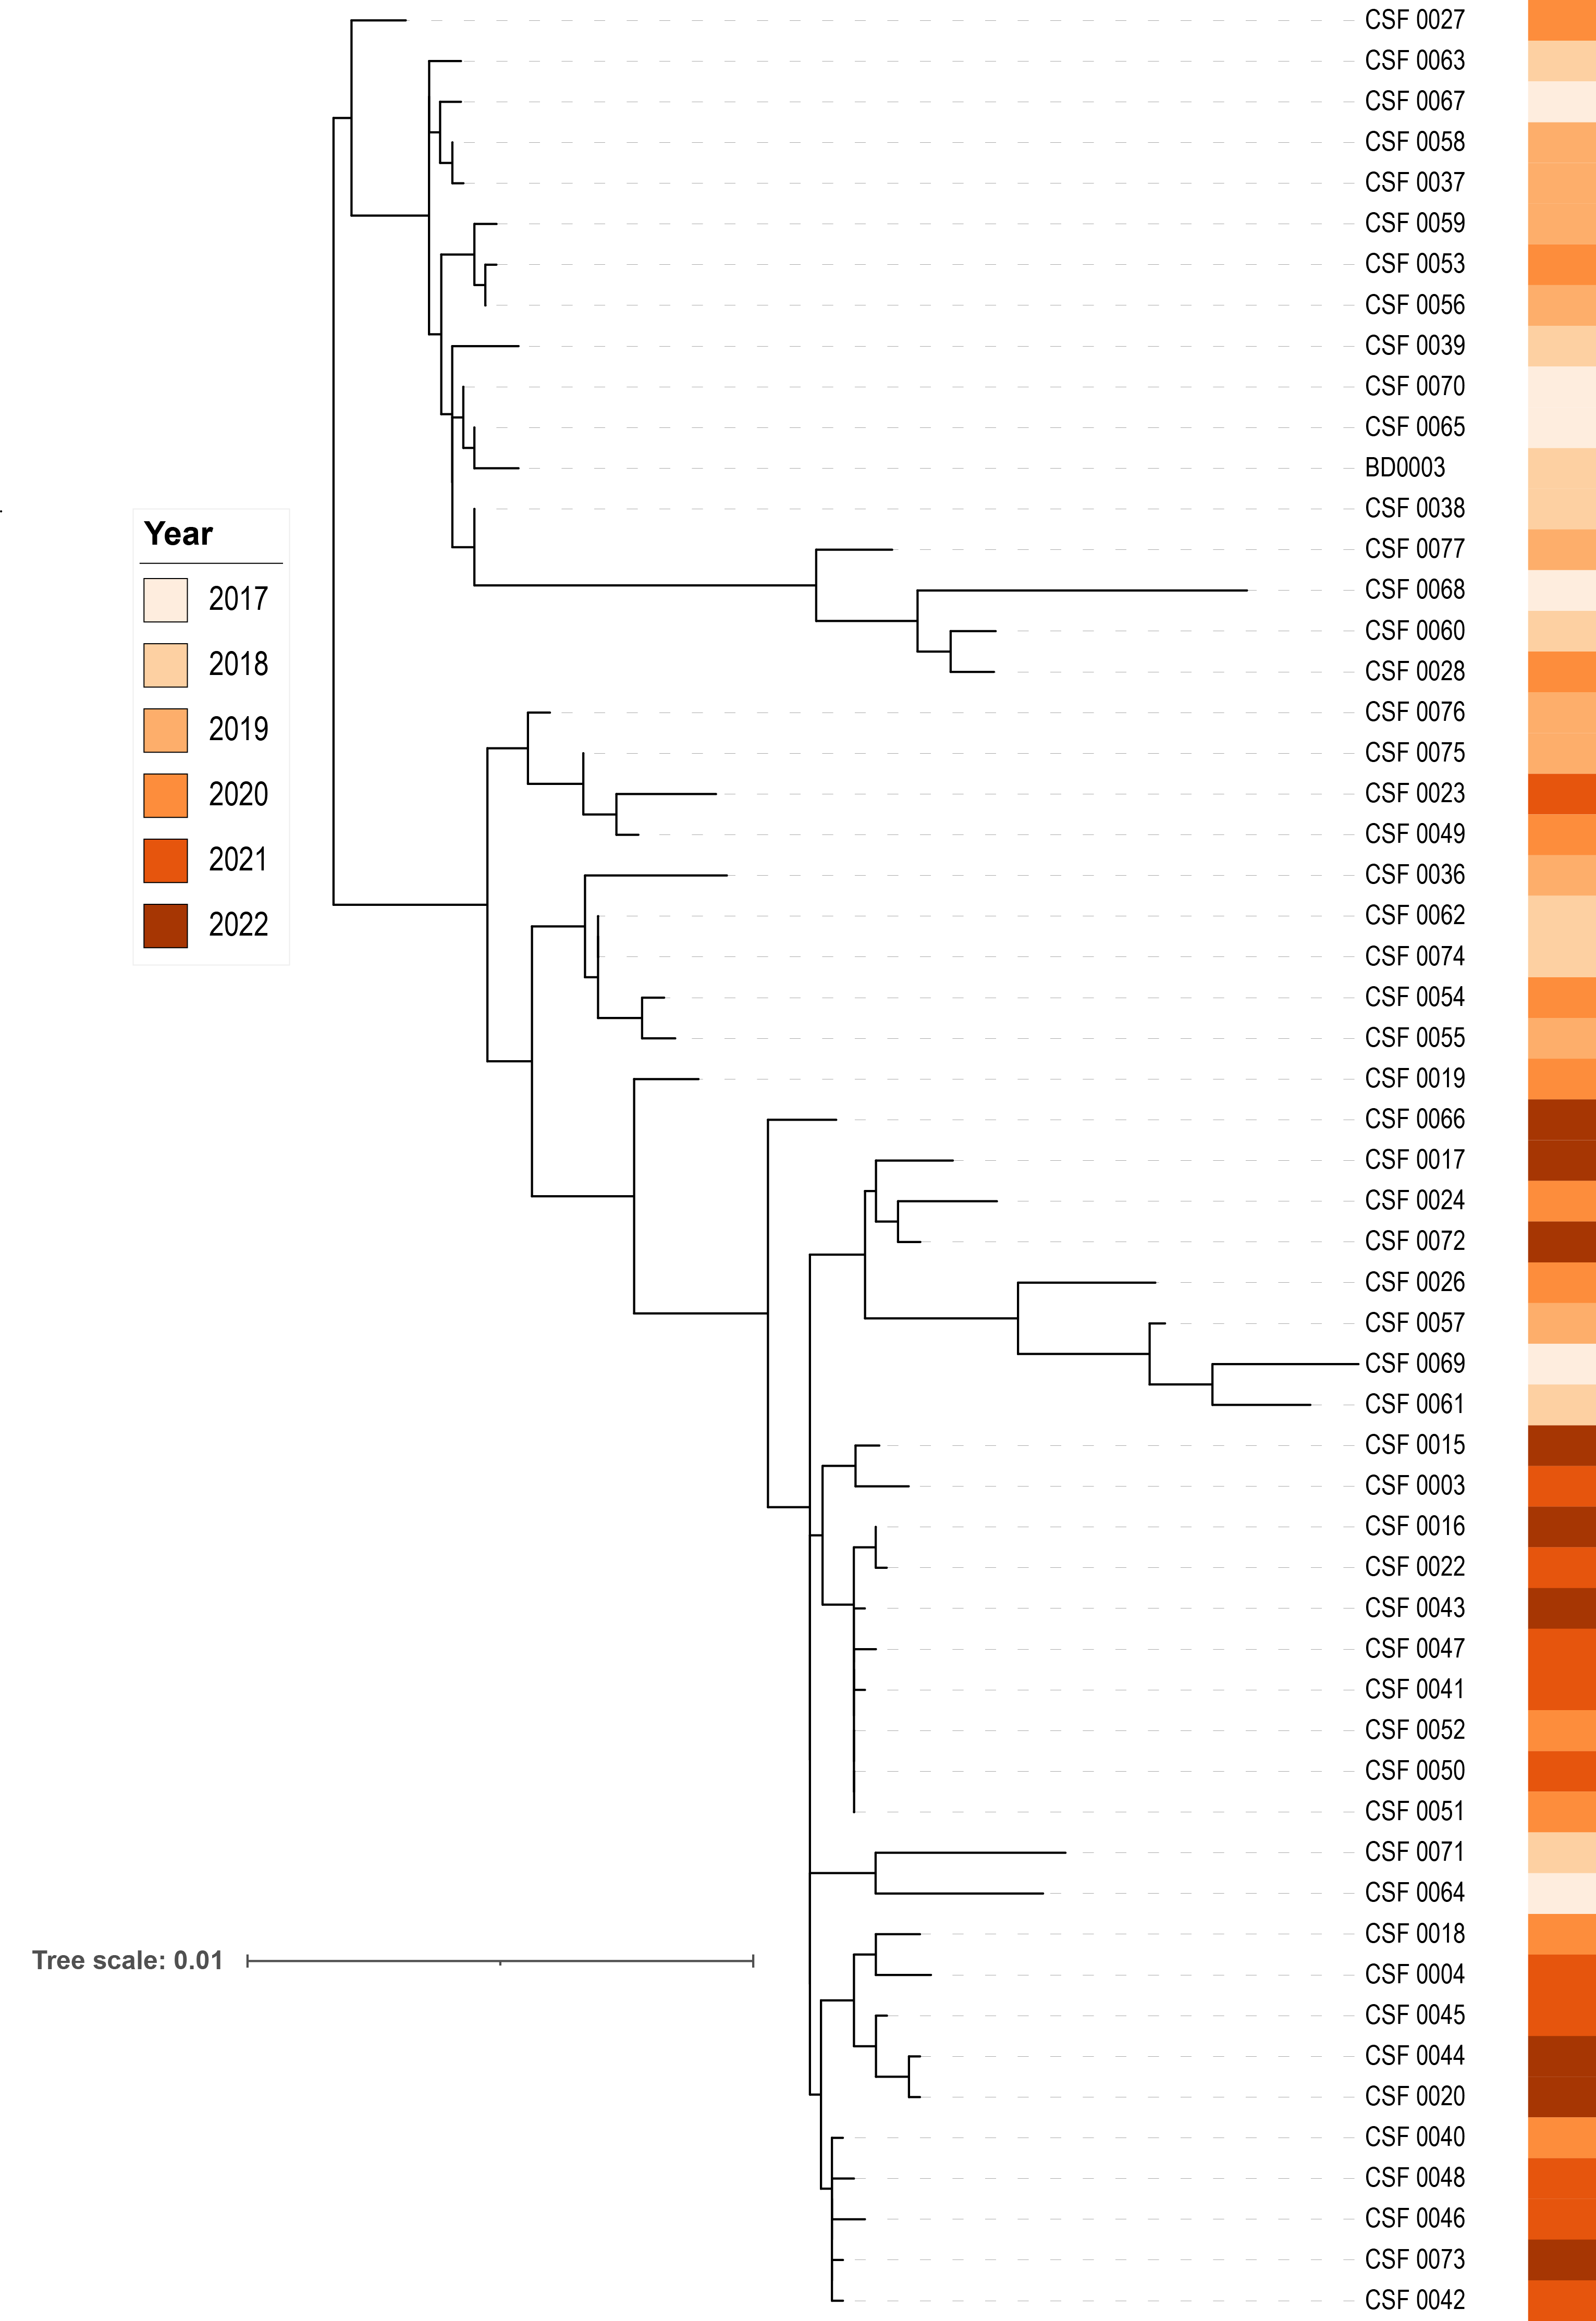 CSF 0027
CSF 0063
CSF 0067
CSF 0058
CSF 0037
CSF 0059
CSF 0053
CSF 0056
CSF 0039
CSF 0070
CSF 0065
BD0003
CSF 0038
CSF 0077
CSF 0068
CSF 0060
CSF 0028
CSF 0076
CSF 0075
CSF 0023
CSF 0049
CSF 0036
CSF 0062
CSF 0074
CSF 0054
CSF 0055
CSF 0019
CSF 0066
CSF 0017
CSF 0024
CSF 0072
CSF 0026
CSF 0057
CSF 0069
CSF 0061
CSF 0015
CSF 0003
CSF 0016
CSF 0022
CSF 0043
CSF 0047
CSF 0041
CSF 0052
CSF 0050
CSF 0051
CSF 0071
CSF 0064
CSF 0018
CSF 0004
CSF 0045
CSF 0044
CSF 0020
CSF 0040
CSF 0048
CSF 0046
CSF 0073
CSF 0042
Year
2017
2018
2019
2020
2021
2022
Tree scale: 0.01